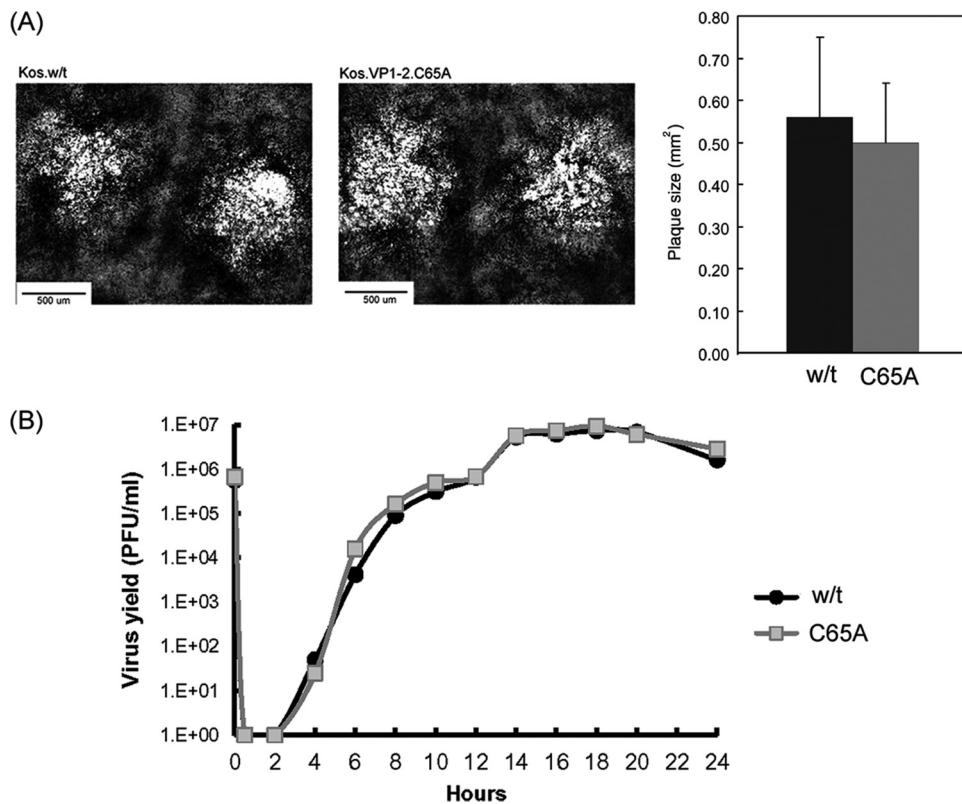 (A)
Kos.w/t
Kos.VP1-2.C65A
500 um
500 um
Plaque size (mm²)
0.80
0.70
0.60
0.50
0.40
0.30
0.20
0.10
0.00
w/t
C65A
(B)
Virus yield (PFU/ml)
1.E+07
1.E+06
1.E+05
1.E+04
1.E+03
1.E+02
1.E+01
1.E+00
0 2 4 6 8 10 12 14 16 18 20 22 24
Hours
w/t
C65A